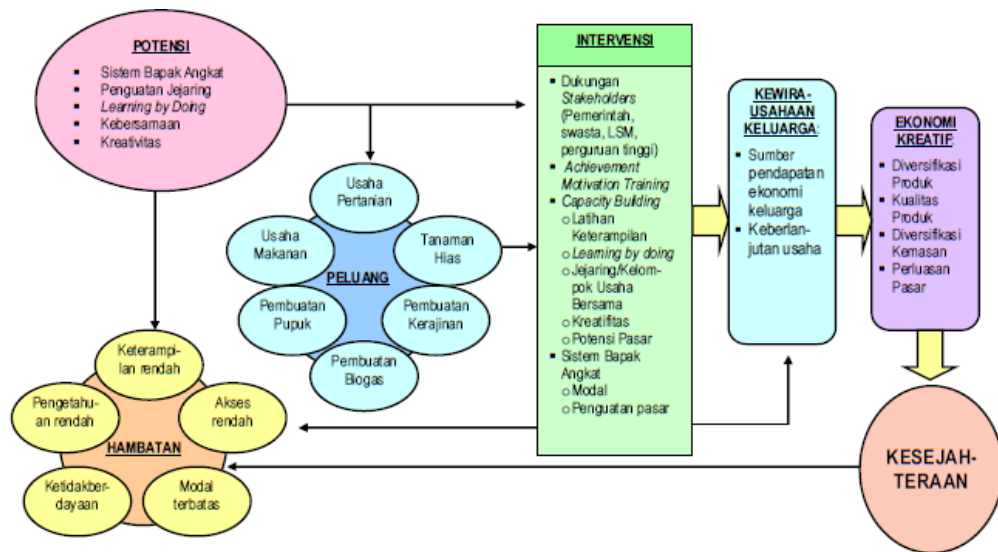 POTENSI
▪ Sistem Bapak Angkat
▪ Penguatan Jejaring
▪ Learning by Doing
▪ Kebersamaan
▪ Kreativitas
Usaha
Pertanian
Usaha
Makanan
Tanaman
Hias
PELUANG
Pembuatan
Pupuk
Pembuatan
Kerajinan
Pembuatan
Biogas
Keterampi-
lan rendah
Pengetahu-
an rendah
Akses
rendah
HAMBATAN
Ketidakber-
dayaan
Modal
terbatas
INTERVENSI
▪ Dukungan
Stakeholders
(Pemerintah,
swasta, LSM,
perguruan tinggi)
▪ Achievement
Motivation Training
▪ Capacity Building
o Latihan
Keterampilan
o Learning by doing
o Jejaring/Kelom-
pok Usaha
Bersama
o Kreatifitas
o Potensi Pasar
▪ Sistem Bapak
Angkat
o Modal
o Penguatan pasar
KEWIRA-
USAHAAN
KELUARGA:
▪ Sumber
pendapatan
ekonomi
keluarga
▪ Keberlan-
jutan usaha
EKONOMI
KREATIF:
▪ Diversifikasi
Produk
▪ Kualitas
Produk
▪ Diversifikasi
Kemasan
▪ Perluasan
Pasar
KESEJAH-
TERAAN